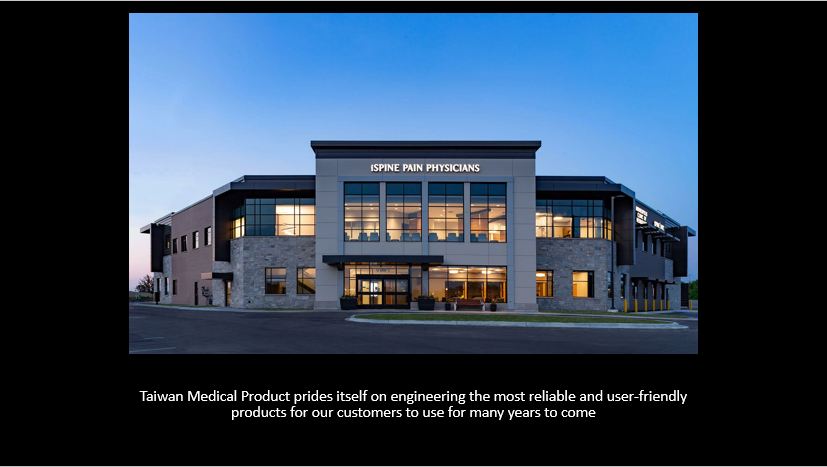 iSPINE PAIN PHYSICIANS
Taiwan Medical Product prides itself on engineering the most reliable and user-friendly
products for our customers to use for many years to come